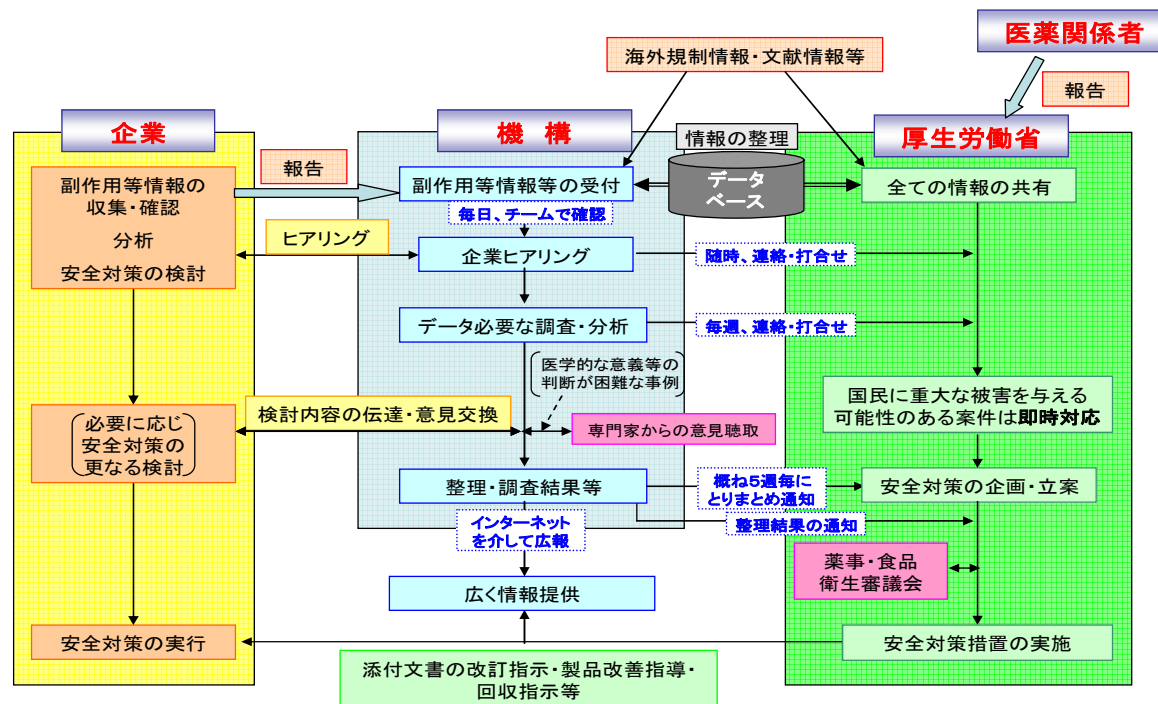 医薬関係者
海外規制情報・文献情報等
報告
企業
機 構
情報の整理
厚生労働省
報告
副作用等情報の
収集・確認
分析
安全対策の検討
副作用等情報等の受付
データ
ベース
全ての情報の共有
毎日、チームで確認
ヒアリング
企業ヒアリング
随時、連絡・打合せ
データ必要な調査・分析
毎週、連絡・打合せ
医学的な意義等の
判断が困難な事例
国民に重大な被害を与える
可能性のある案件は即時対応
必要に応じ
安全対策の
更なる検討
検討内容の伝達・意見交換
専門家からの意見聴取
整理・調査結果等
概ね5週毎に
とりまとめ通知
安全対策の企画・立案
インターネット
を介して広報
整理結果の通知
薬事・食品
衛生審議会
広く情報提供
安全対策の実行
安全対策措置の実施
添付文書の改訂指示・製品改善指導・
回収指示等